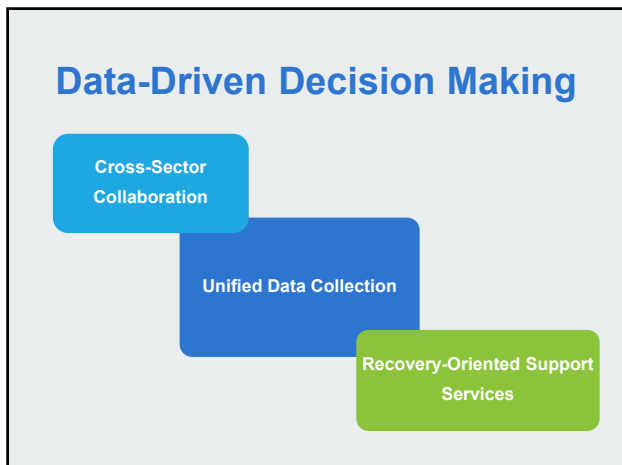 Data-Driven Decision Making
Cross-Sector
Collaboration
Unified Data Collection
Recovery-Oriented Support
Services